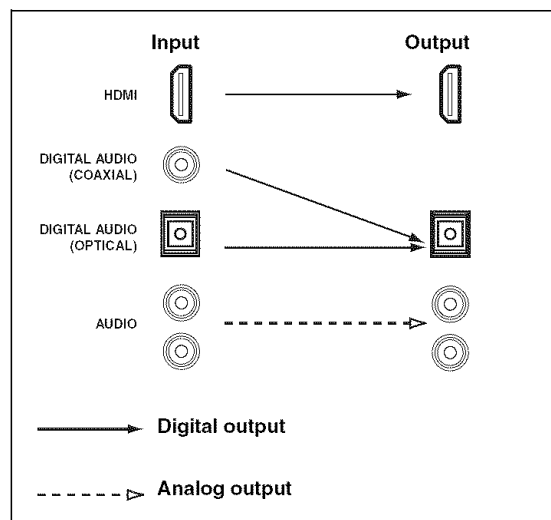 Input Output
HDMI
DIGITAL AUDIO
(COAXIAL)
DIGITAL AUDIO
(OPTICAL)
AUDIO
Digital output
Analog output